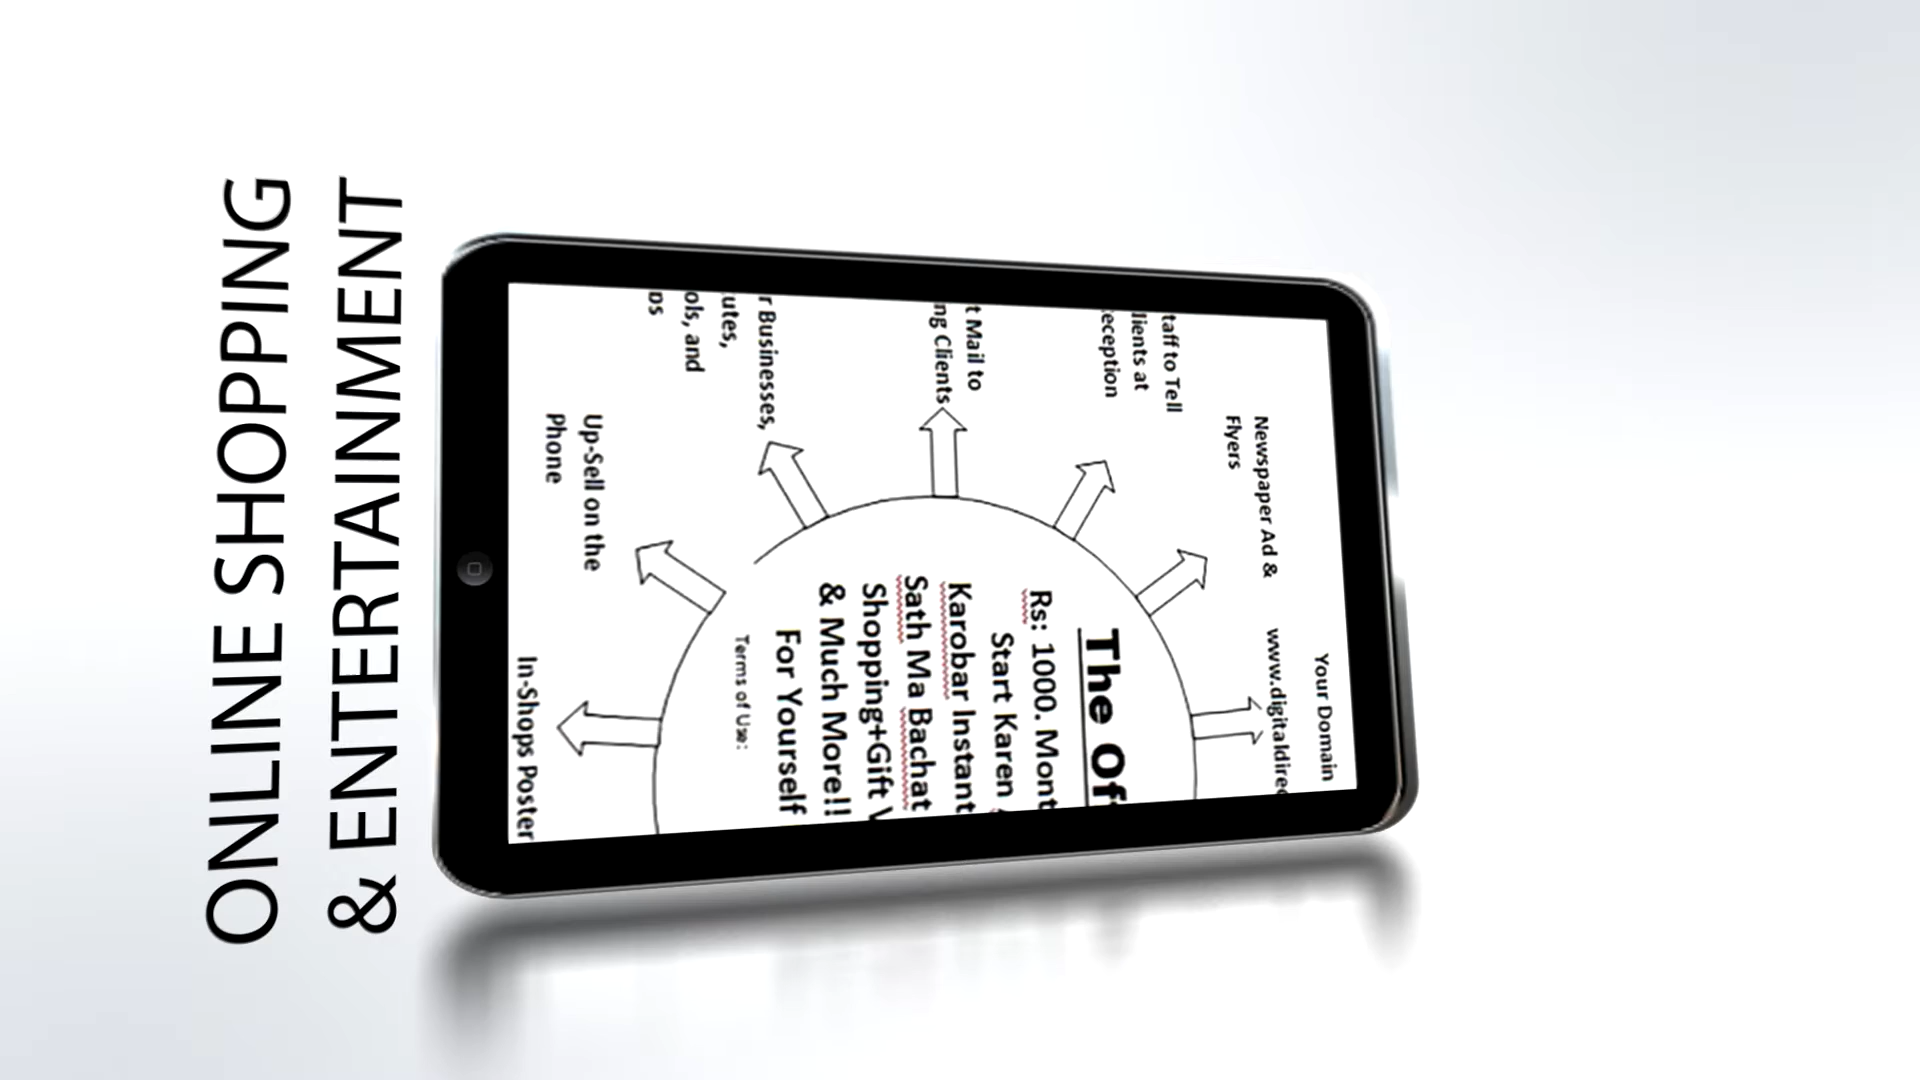 ONLINE SHOPPING
& ENTERTAINMENT
Your Domain
www.digitaldirec
Newspaper Ad &
Flyers
taff to Tell
lients at
eception
t Mail to
ng Clients
r Businesses,
utes,
ols, and
ps
Up-Sell on the
Phone
In-Shops Poster
The Of
Rs: 1000. Mont
Start Karen
Karobar Instant
Sath Ma Bachat
Shopping+Gift
& Much More!!
For Yourself
Terms of Use: